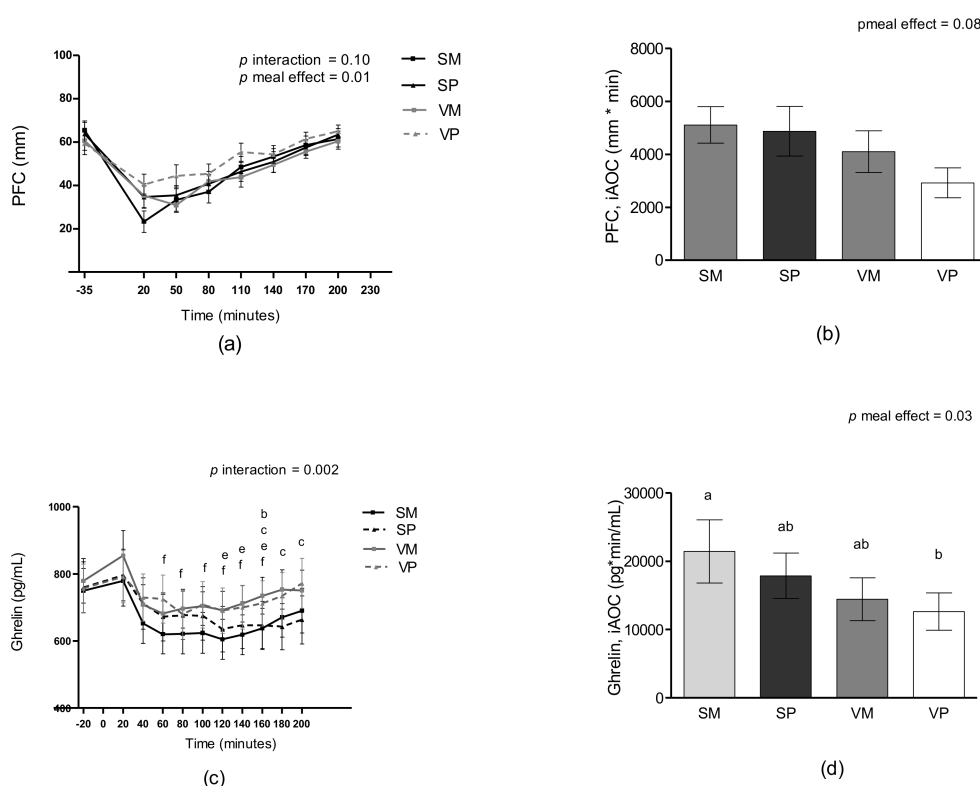 p interaction = 0.10
p meal effect = 0.01
PFC (mm)
100
80
60
40
20
-35 20 50 80 110 140 170 200 230
Time (minutes)
SM
SP
VM
VP
(a)
pmeal effect = 0.08
PFC, iAOC (mm * min)
8000
6000
4000
2000
0
SM SP VM VP
(b)
p interaction = 0.002
Ghrelin (pg/mL)
1000
800
600
400
-20 0 20 40 60 80 100 120 140 160 180 200
Time (minutes)
SM
SP
VM
VP
f f f
e
f
e
f
b
c
e
f
c c
(c)
p meal effect = 0.03
Ghrelin, iAOC (pg*min/mL)
30000
20000
10000
0
a ab ab b
SM SP VM VP
(d)